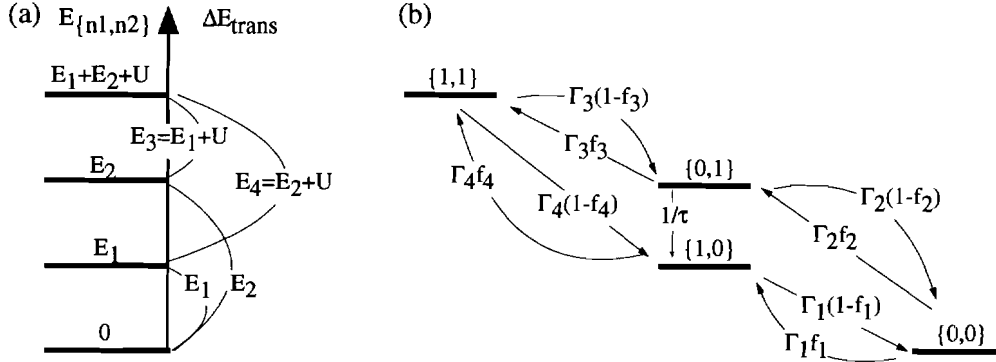 (a) E{n1,n2} ΔEtrans
E1+E2+U
E3=E1+U
E2
E4=E2+U
E1
E1 E2
0
(b)
{1,1}
Γ3(1-f3)
Γ3f3
Γ4f4
Γ4(1-f4)
{0,1}
1/τ
{1,0}
Γ2(1-f2)
Γ2f2
Γ1(1-f1)
Γ1f1
{0,0}